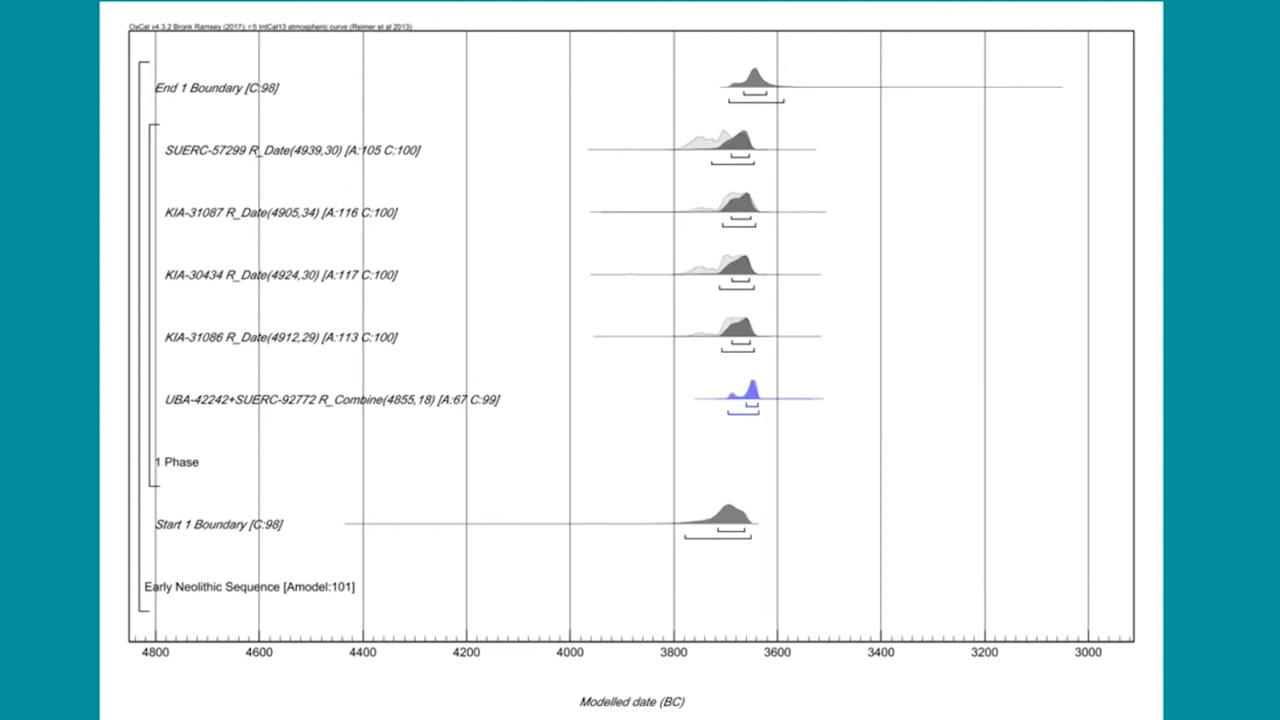 OxCal v4.3.2 Bronk Ramsey (2017); r:5 IntCal13 atmospheric curve (Reimer et al 2013)
End 1 Boundary [C:98]
SUERC-57299 R_Date(4939,30) [A:105 C:100]
KIA-31087 R_Date(4905,34) [A:116 C:100]
KIA-30434 R_Date(4924,30) [A:117 C:100]
KIA-31086 R_Date(4912,29) [A:113 C:100]
UBA-42242+SUERC-92772 R_Combine(4855,18) [A:67 C:99]
1 Phase
Start 1 Boundary [C:98]
Early Neolithic Sequence [Amodel:101]
4800 4600 4400 4200 4000 3800 3600 3400 3200 3000
Modelled date (BC)